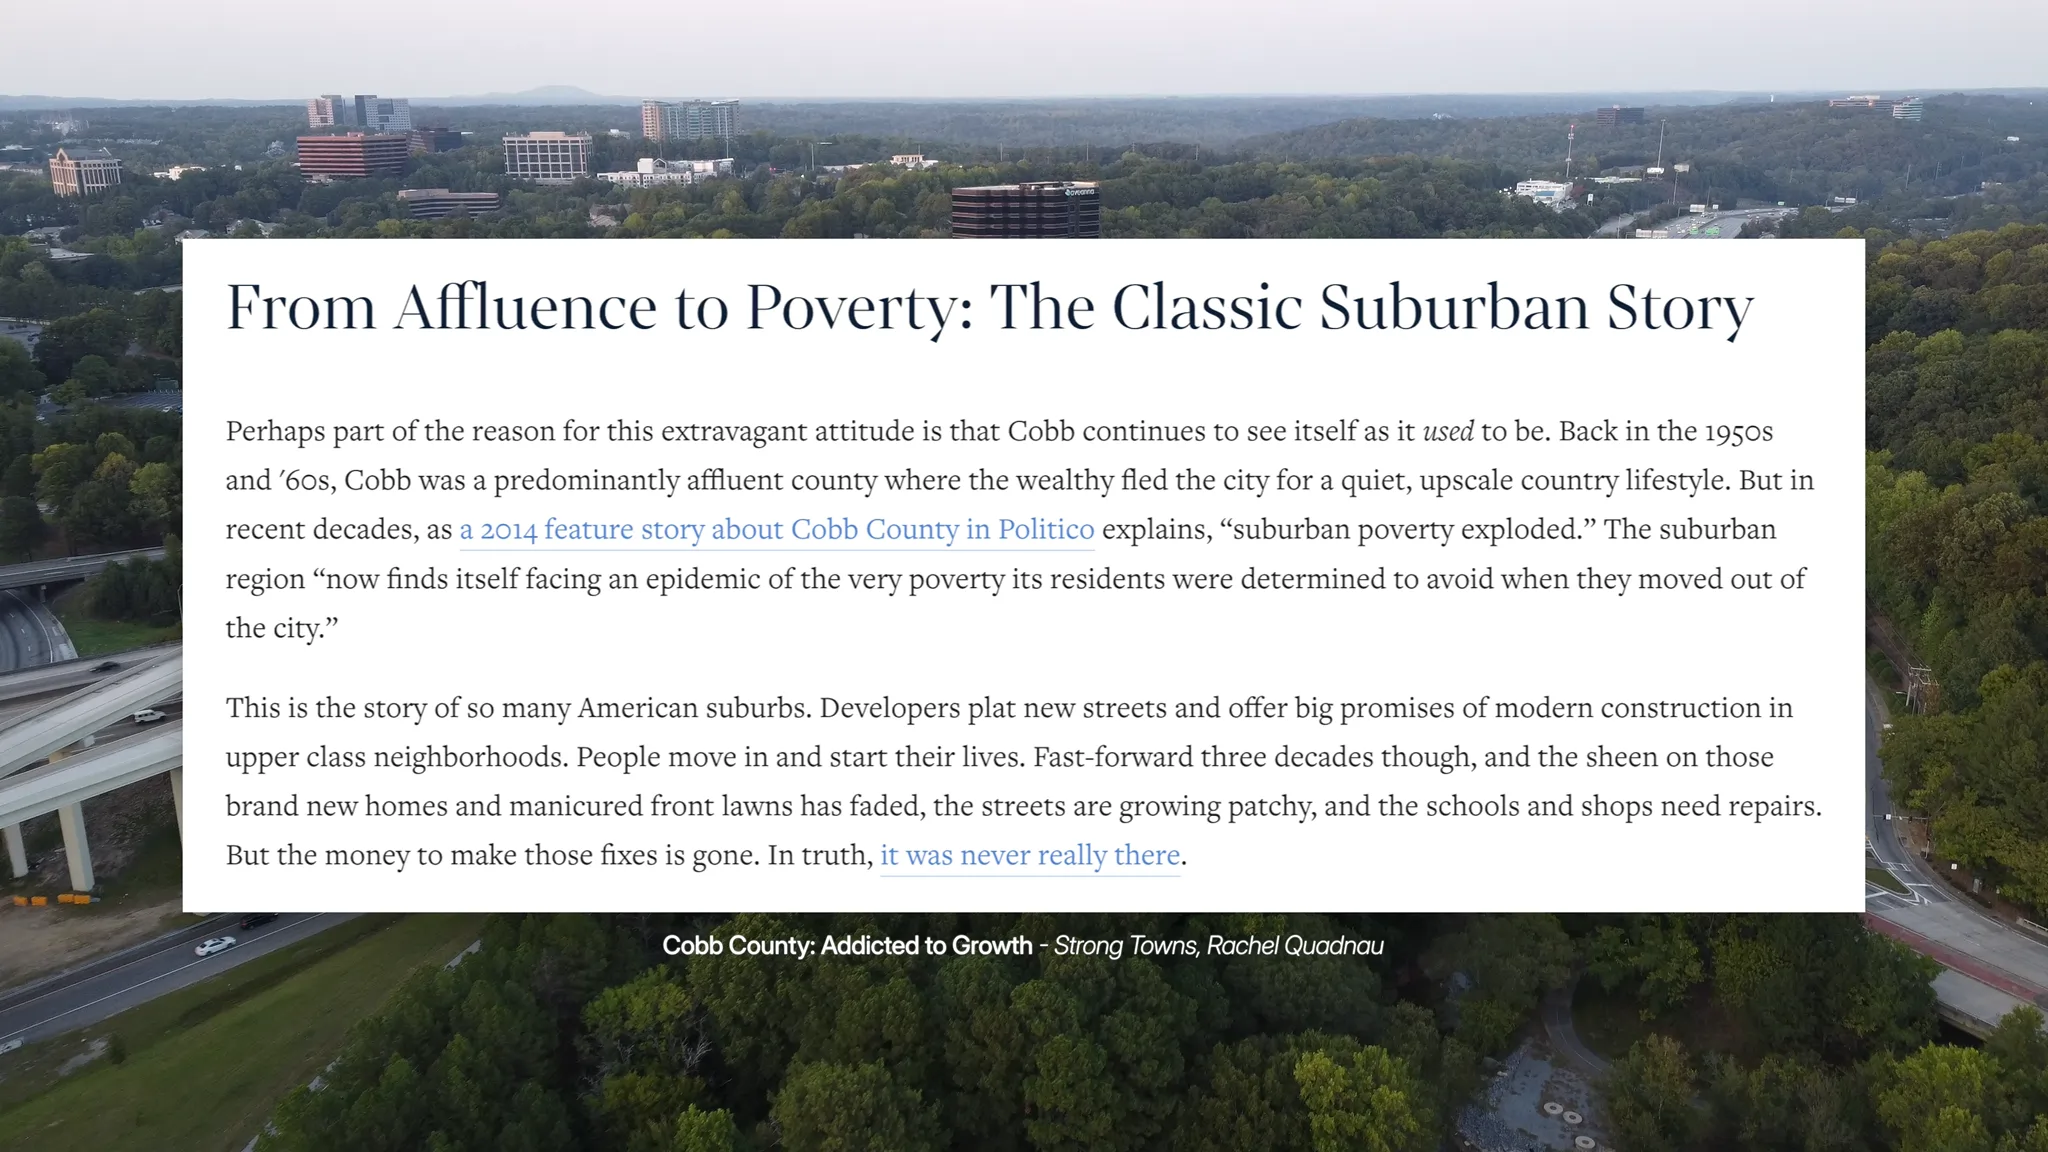 aveanna
From Affluence to Poverty: The Classic Suburban Story
Perhaps part of the reason for this extravagant attitude is that Cobb continues to see itself as it used to be. Back in the 1950s
and ’60s, Cobb was a predominantly affluent county where the wealthy fled the city for a quiet, upscale country lifestyle. But in
recent decades, as a 2014 feature story about Cobb County in Politico explains, “suburban poverty exploded.” The suburban
region “now finds itself facing an epidemic of the very poverty its residents were determined to avoid when they moved out of
the city.”
This is the story of so many American suburbs. Developers plat new streets and offer big promises of modern construction in
upper class neighborhoods. People move in and start their lives. Fast-forward three decades though, and the sheen on those
brand new homes and manicured front lawns has faded, the streets are growing patchy, and the schools and shops need repairs.
But the money to make those fixes is gone. In truth, it was never really there.
Cobb County: Addicted to Growth - Strong Towns, Rachel Quadnau